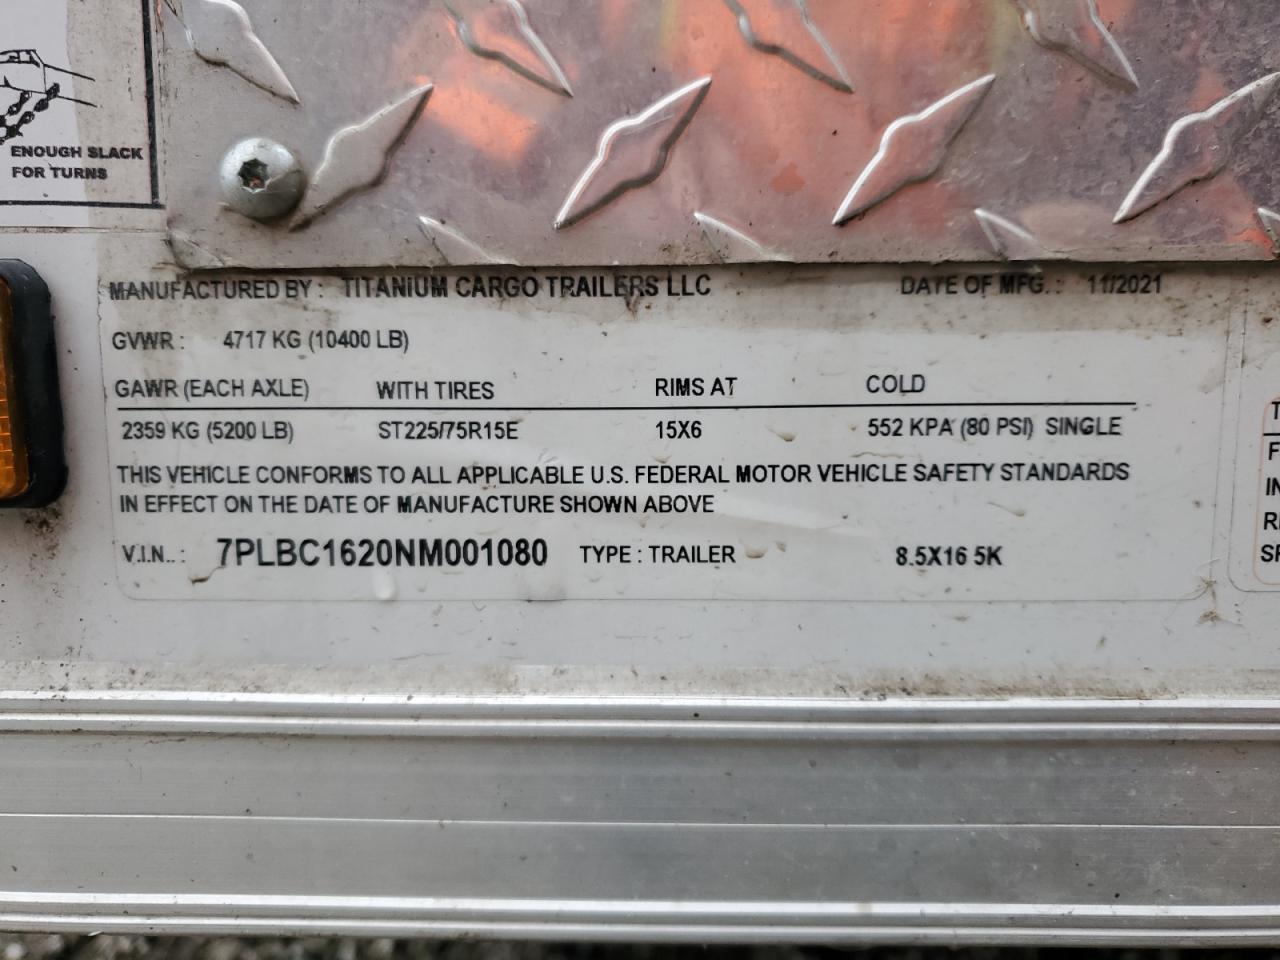 ENOUGH SLACK
FOR TURNS
MANUFACTURED BY : TITANIUM CARGO TRAILERS LLC DATE OF MFG. : 11/2021
GVWR : 4717 KG (10400 LB)
GAWR (EACH AXLE) WITH TIRES RIMS AT COLD
2359 KG (5200 LB) ST225/75R15E 15X6 552 KPA (80 PSI) SINGLE
THIS VEHICLE CONFORMS TO ALL APPLICABLE U.S. FEDERAL MOTOR VEHICLE SAFETY STANDARDS
IN EFFECT ON THE DATE OF MANUFACTURE SHOWN ABOVE
V.I.N.. : 7PLBC1620NM001080 TYPE : TRAILER 8.5X16 5K